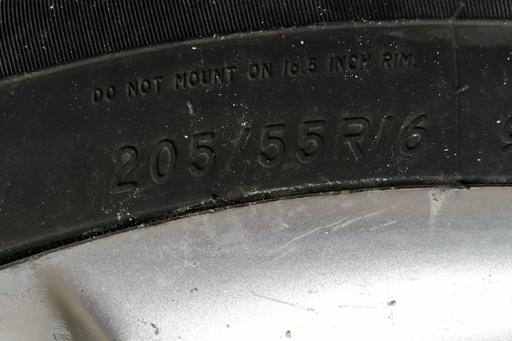 DO NOT MOUNT ON 16.5 INCH RIM.
205/55R16